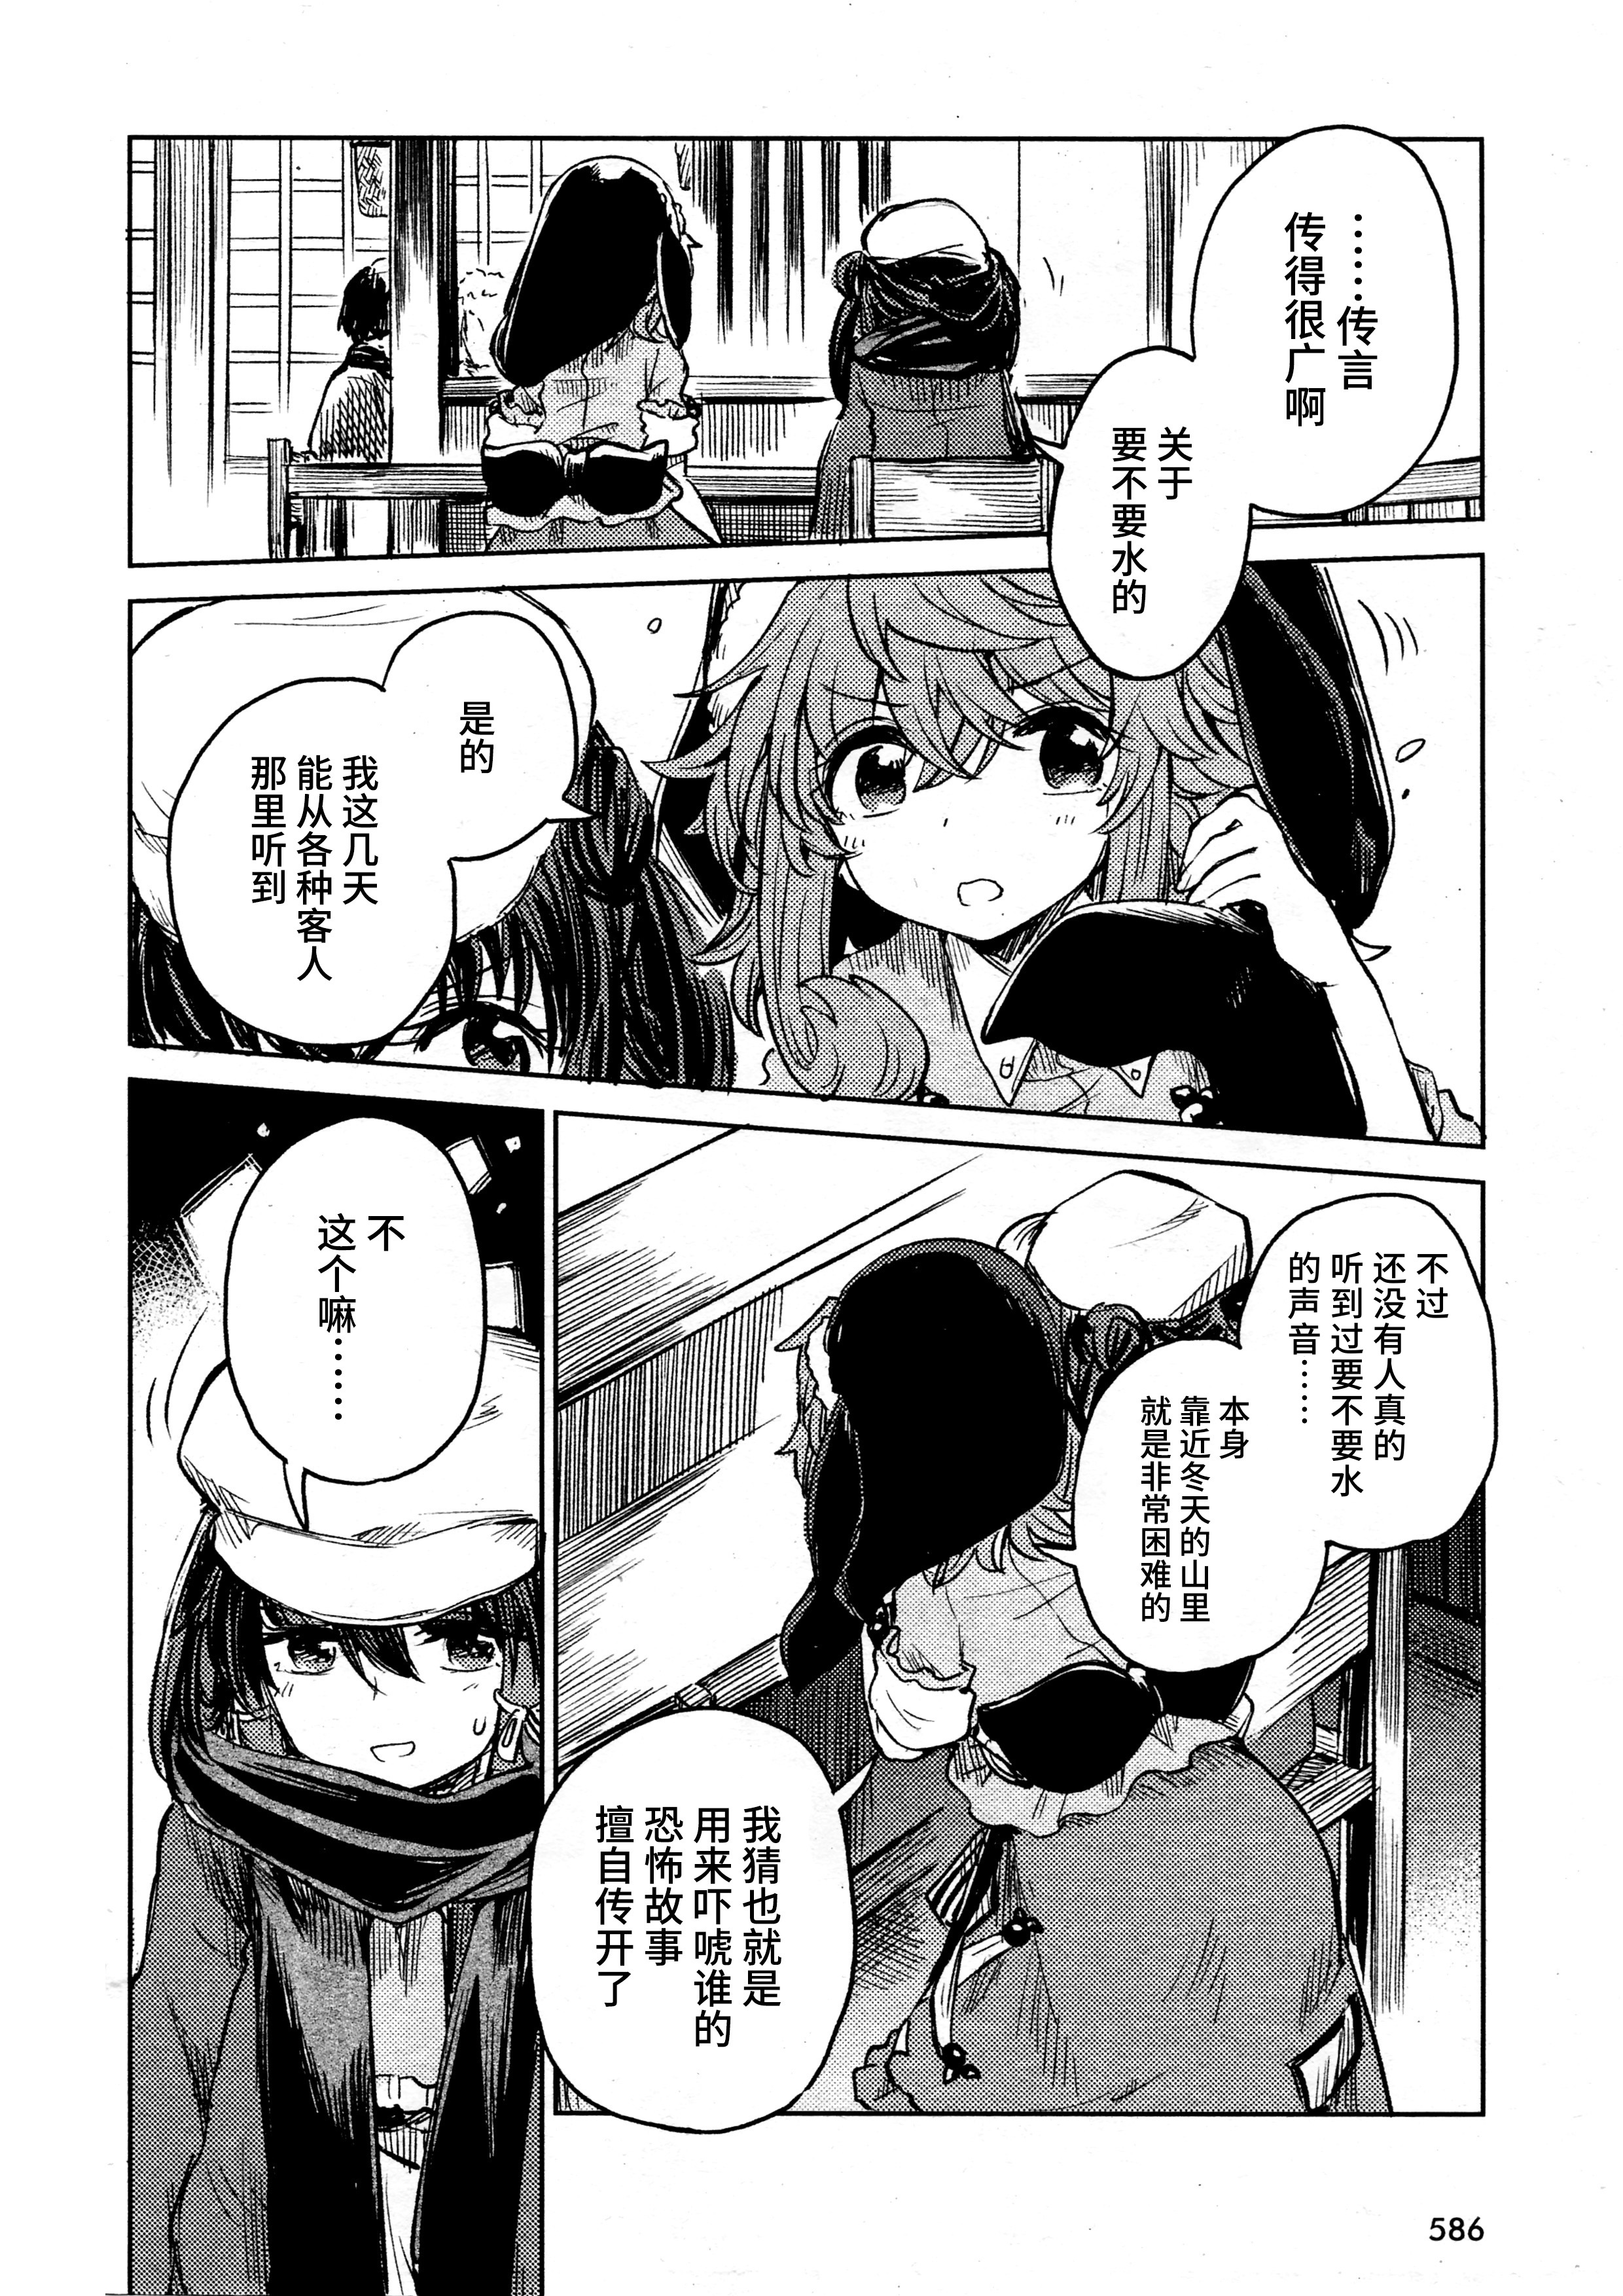 ……传言
传得很广啊
关于
要不要水的
是的
我这几天
能从各种客人
那里听到
不过
还没有人真的
听到过要不要水
的声音……
本身
靠近冬天的山里
就是非常困难的
我猜也就是
用来吓唬谁的
恐怖故事
擅自传开了
不
这个嘛……
586